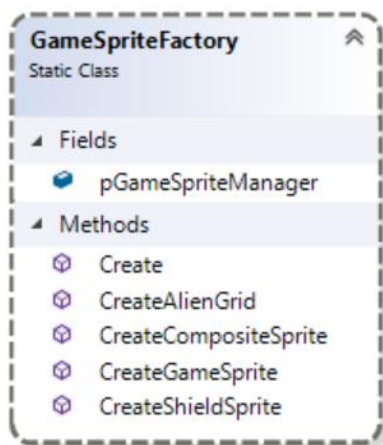 GameSpriteFactory
Static Class
Fields
pGameSpriteManager
Methods
Create
CreateAlienGrid
CreateCompositeSprite
CreateGameSprite
CreateShieldSprite